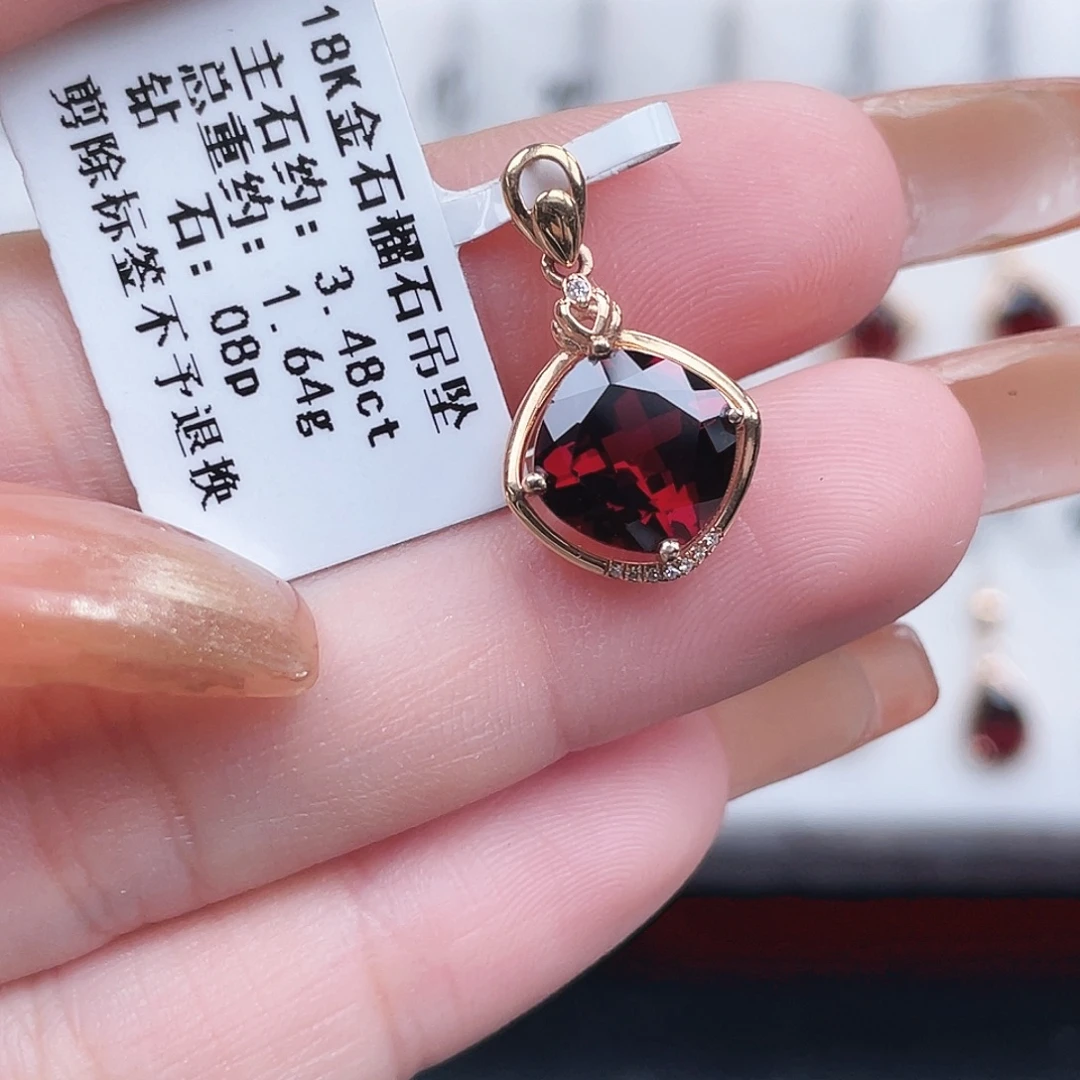 18K金石榴石吊坠
主石约: 3.48ct
总重约: 1.64g
钻 石: 08p
剪除标签不予退换